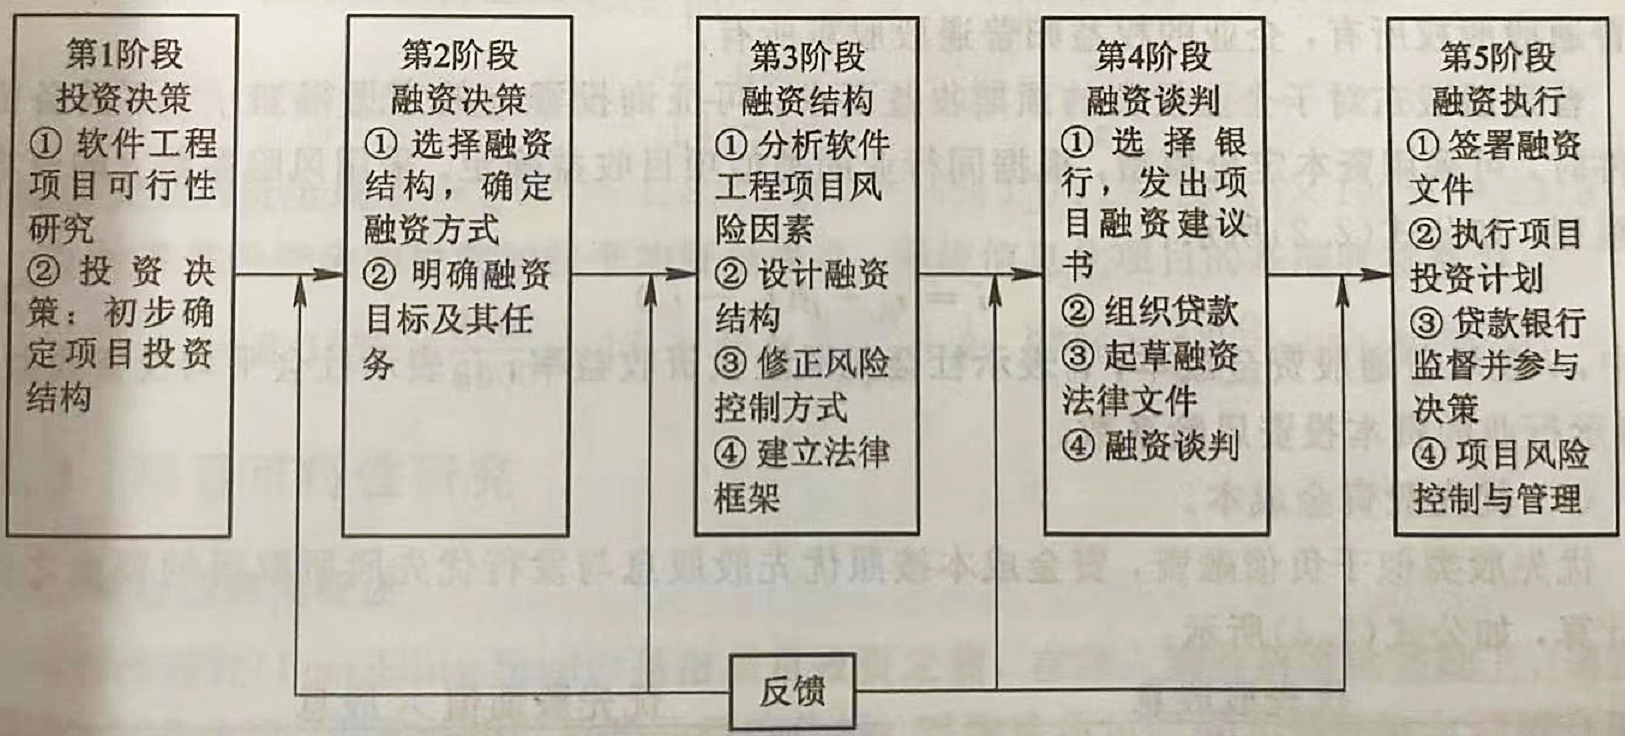 第1阶段
投资决策
① 软件工程
项目可行性
研究
② 投资决
策：初步确
定项目投资
结构
第2阶段
融资决策
① 选择融资
结构，确定
融资方式
② 明确融资
目标及其任
务
第3阶段
融资结构
① 分析软件
工程项目风
险因素
② 设计融资
结构
③ 修正风险
控制方式
④ 建立法律
框架
第4阶段
融资谈判
① 选择银
行，发出项
目融资建议
书
② 组织贷款
③ 起草融资
法律文件
④ 融资谈判
第5阶段
融资执行
① 签署融资
文件
② 执行项目
投资计划
③ 贷款银行
监督并参与
决策
④ 项目风险
控制与管理
反馈